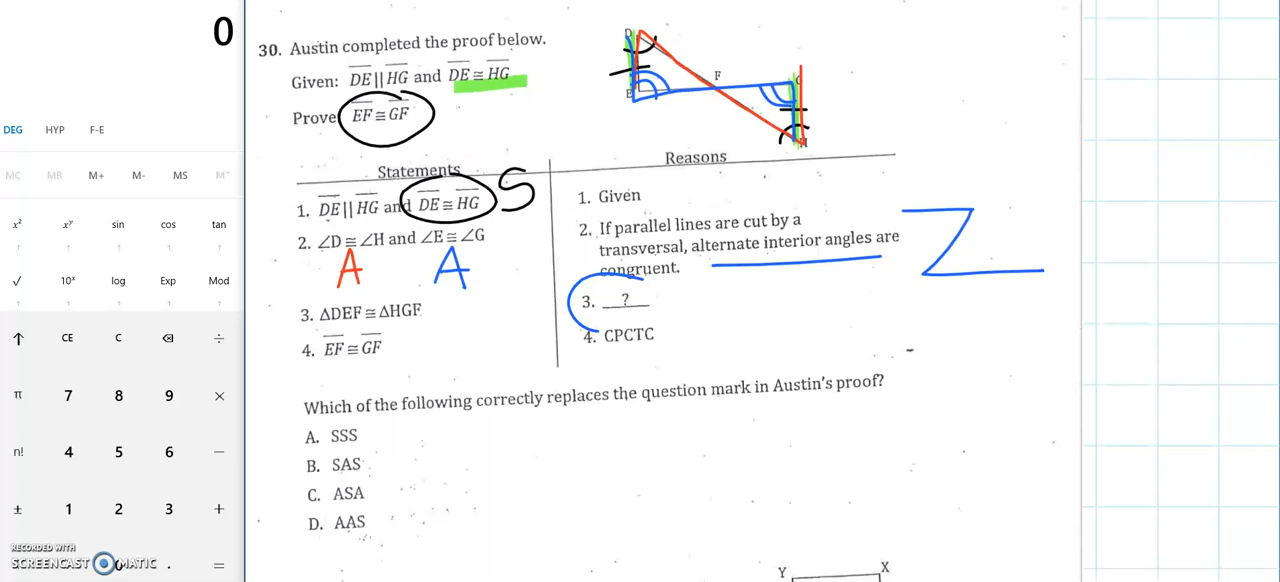 0
DEG HYP F-E
MC MR M+ M- MS M˅
x² xʸ sin cos tan
√ 10ˣ log Exp Mod
↑ CE C ⌫ ÷
π 7 8 9 ×
n! 4 5 6 −
± 1 2 3 +
0 . =
RECORDED WITH
SCREENCAST MATIC
30. Austin completed the proof below.
Given: DE || HG and DE ≅ HG
Prove EF ≅ GF
D
F
E
G
H
Statements
Reasons
1. DE || HG and DE ≅ HG S
1. Given
2. ∠D ≅ ∠H and ∠E ≅ ∠G
A A
2. If parallel lines are cut by a
transversal, alternate interior angles are
congruent.
Z
3. ΔDEF ≅ ΔHGF
3. __?__
4. EF ≅ GF
4. CPCTC
Which of the following correctly replaces the question mark in Austin's proof?
A. SSS
B. SAS
C. ASA
D. AAS
Y X